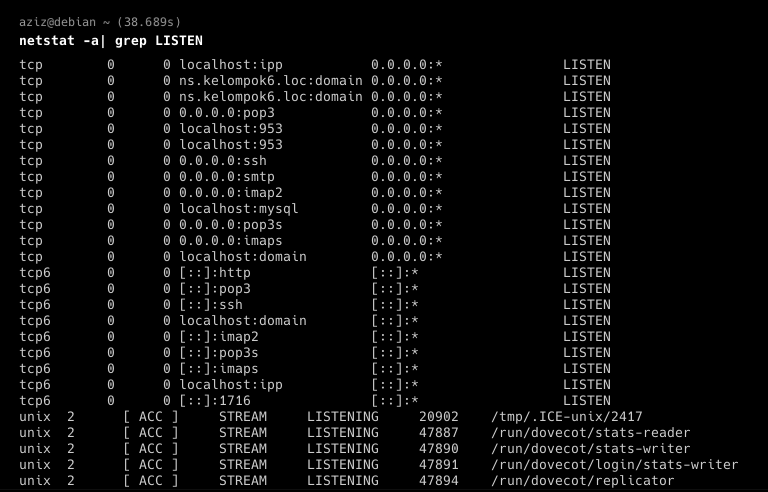 aziz@debian ~ (38.689s)
netstat -a| grep LISTEN
tcp        0      0 localhost:ipp           0.0.0.0:*               LISTEN
tcp        0      0 ns.kelompok6.loc:domain 0.0.0.0:*               LISTEN
tcp        0      0 ns.kelompok6.loc:domain 0.0.0.0:*               LISTEN
tcp        0      0 0.0.0.0:pop3            0.0.0.0:*               LISTEN
tcp        0      0 localhost:953           0.0.0.0:*               LISTEN
tcp        0      0 localhost:953           0.0.0.0:*               LISTEN
tcp        0      0 0.0.0.0:ssh             0.0.0.0:*               LISTEN
tcp        0      0 0.0.0.0:smtp            0.0.0.0:*               LISTEN
tcp        0      0 0.0.0.0:imap2           0.0.0.0:*               LISTEN
tcp        0      0 localhost:mysql         0.0.0.0:*               LISTEN
tcp        0      0 0.0.0.0:pop3s           0.0.0.0:*               LISTEN
tcp        0      0 0.0.0.0:imaps           0.0.0.0:*               LISTEN
tcp        0      0 localhost:domain        0.0.0.0:*               LISTEN
tcp6       0      0 [::]:http               [::]:*                  LISTEN
tcp6       0      0 [::]:pop3               [::]:*                  LISTEN
tcp6       0      0 [::]:ssh                [::]:*                  LISTEN
tcp6       0      0 localhost:domain        [::]:*                  LISTEN
tcp6       0      0 [::]:imap2              [::]:*                  LISTEN
tcp6       0      0 [::]:pop3s              [::]:*                  LISTEN
tcp6       0      0 [::]:imaps              [::]:*                  LISTEN
tcp6       0      0 localhost:ipp           [::]:*                  LISTEN
tcp6       0      0 [::]:1716               [::]:*                  LISTEN
unix  2      [ ACC ]     STREAM     LISTENING     20902    /tmp/.ICE-unix/2417
unix  2      [ ACC ]     STREAM     LISTENING     47887    /run/dovecot/stats-reader
unix  2      [ ACC ]     STREAM     LISTENING     47890    /run/dovecot/stats-writer
unix  2      [ ACC ]     STREAM     LISTENING     47891    /run/dovecot/login/stats-writer
unix  2      [ ACC ]     STREAM     LISTENING     47894    /run/dovecot/replicator